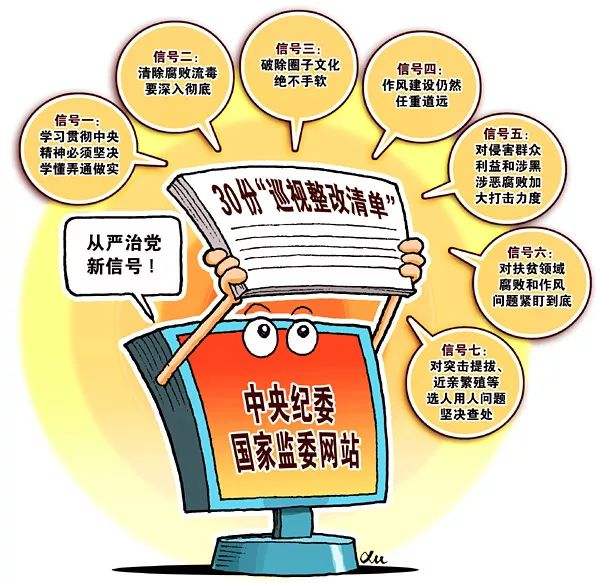 信号一：
学习贯彻中央
精神必须坚决
学懂弄通做实
信号二：
清除腐败流毒
要深入彻底
信号三：
破除圈子文化
绝不手软
信号四：
作风建设仍然
任重道远
信号五：
对侵害群众
利益和涉黑
涉恶腐败加
大打击力度
信号六：
对扶贫领域
腐败和作风
问题紧盯到底
信号七：
对突击提拔、
近亲繁殖等
选人用人问题
坚决查处
30份“巡视整改清单”
从严治党
新信号！
中央纪委
国家监委网站